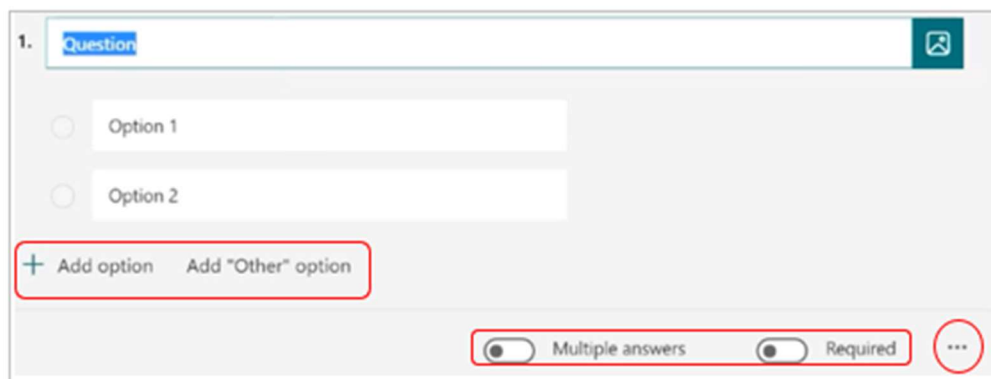 1. Question
Option 1
Option 2
+ Add option Add "Other" option
Multiple answers Required ...